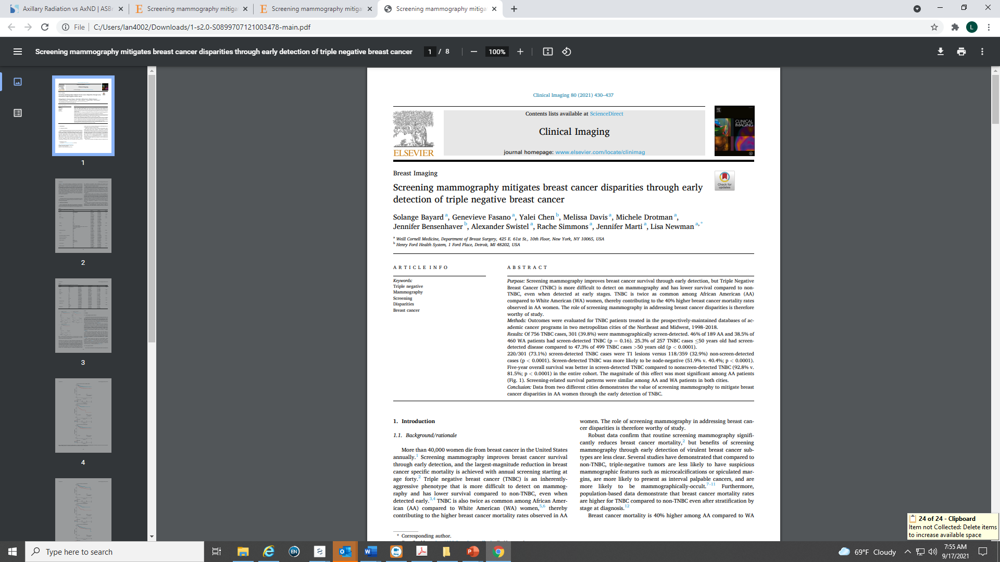 Axillary Radiation vs AxND | ASBr
Screening mammography mitiga
Screening mammography mitiga
Screening mammography mitiga
File
C:/Users/lan4002/Downloads/1-s2.0-S0899707121003478-main.pdf
L
Screening mammography mitigates breast cancer disparities through early detection of triple negative breast cancer
1 / 8
100%
1
2
3
4
Clinical Imaging 80 (2021) 430–437
Contents lists available at ScienceDirect
Clinical Imaging
journal homepage: www.elsevier.com/locate/clinimag
ELSEVIER
CLINICAL
IMAGING
Breast Imaging
Check for
updates
Screening mammography mitigates breast cancer disparities through early
detection of triple negative breast cancer
Solange Bayard a, Genevieve Fasano a, Yalei Chen b, Melissa Davis a, Michele Drotman a,
Jennifer Bensenhaver b, Alexander Swistel a, Rache Simmons a, Jennifer Marti a, Lisa Newman a,*
a Weill Cornell Medicine, Department of Breast Surgery, 425 E. 61st St., 10th Floor, New York, NY 10065, USA
b Henry Ford Health System, 1 Ford Place, Detroit, MI 48202, USA
ARTICLE INFO
Keywords:
Triple negative
Mammography
Screening
Disparities
Breast cancer
ABSTRACT
Purpose: Screening mammography improves breast cancer survival through early detection, but Triple Negative
Breast Cancer (TNBC) is more difficult to detect on mammography and has lower survival compared to non-
TNBC, even when detected at early stages. TNBC is twice as common among African American (AA)
compared to White American (WA) women, thereby contributing to the 40% higher breast cancer mortality rates
observed in AA women. The role of screening mammography in addressing breast cancer disparities is therefore
worthy of study.
Methods: Outcomes were evaluated for TNBC patients treated in the prospectively-maintained databases of ac-
ademic cancer programs in two metropolitan cities of the Northeast and Midwest, 1998–2018.
Results: Of 756 TNBC cases, 301 (39.8%) were mammographically screen-detected. 46% of 189 AA and 38.5% of
460 WA patients had screen-detected TNBC (p = 0.16). 25.3% of 257 TNBC cases ≤50 years old had screen-
detected disease compared to 47.3% of 499 TNBC cases >50 years old (p < 0.0001).
220/301 (73.1%) screen-detected TNBC cases were T1 lesions versus 118/359 (32.9%) non-screen-detected
cases (p < 0.0001). Screen-detected TNBC was more likely to be node-negative (51.9% v. 40.4%; p < 0.0001).
Five-year overall survival was better in screen-detected TNBC compared to nonscreen-detected TNBC (92.8% v.
81.5%; p < 0.0001) in the entire cohort. The magnitude of this effect was most significant among AA patients
(Fig. 1). Screening-related survival patterns were similar among AA and WA patients in both cities.
Conclusion: Data from two different cities demonstrates the value of screening mammography to mitigate breast
cancer disparities in AA women through the early detection of TNBC.
1. Introduction
1.1. Background/rationale
More than 40,000 women die from breast cancer in the United States
annually.1 Screening mammography improves breast cancer survival
through early detection, and the largest-magnitude reduction in breast
cancer specific mortality is achieved with annual screening starting at
age forty.2 Triple negative breast cancer (TNBC) is an inherently-
aggressive phenotype that is more difficult to detect on mammog-
raphy and has lower survival compared to non-TNBC, even when
detected early.3,4 TNBC is also twice as common among African Amer-
ican (AA) compared to White American (WA) women,5,6 thereby
contributing to the higher breast cancer mortality rates observed in AA
women. The role of screening mammography in addressing breast can-
cer disparities is therefore worthy of study.
Robust data confirm that routine screening mammography signifi-
cantly reduces breast cancer mortality,2 but benefits of screening
mammography through early detection of virulent breast cancer sub-
types are less clear. Several studies have demonstrated that compared to
non-TNBC, triple-negative tumors are less likely to have suspicious
mammographic features such as microcalcifications or spiculated mar-
gins, are more likely to present as interval palpable cancers, and are
more likely to be mammographically-occult.7–11 Furthermore,
population-based data demonstrate that breast cancer mortality rates
are higher for TNBC compared to non-TNBC even after stratification by
stage at diagnosis.12
Breast cancer mortality is 40% higher among AA compared to WA
* Corresponding author.
24 of 24 - Clipboard
Item not Collected: Delete items
to increase available space
Type here to search
EN
69°F Cloudy
7:55 AM
9/17/2021